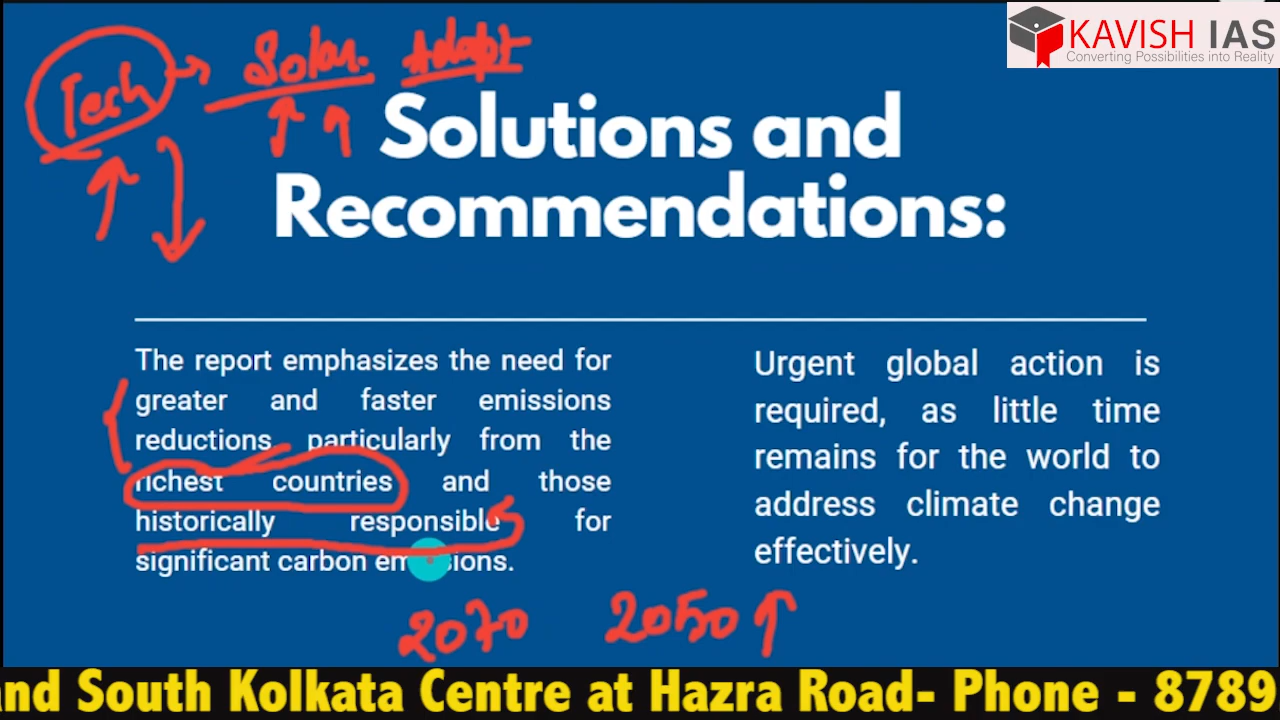 KAVISH IAS
Converting Possibilities into Reality
Tech → Solar Adapt
Solutions and
Recommendations:
The report emphasizes the need for
greater and faster emissions
reductions particularly from the
richest countries and those
historically responsible for
significant carbon emissions.
Urgent global action is
required, as little time
remains for the world to
address climate change
effectively.
2070 2050 ↑
and South Kolkata Centre at Hazra Road- Phone - 8789